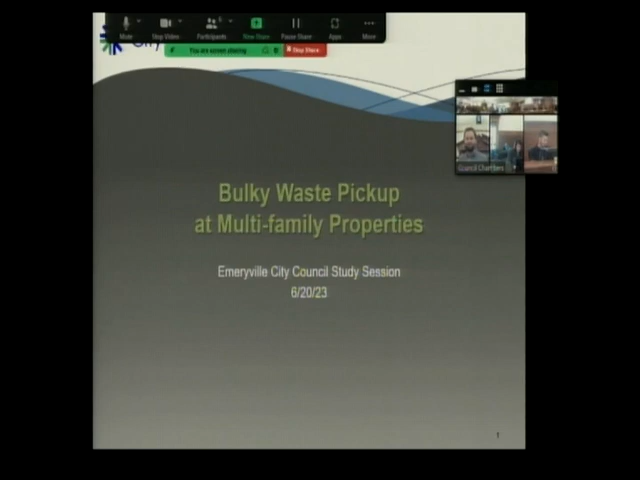 Mute
Stop Video
Participants
New Share
Pause Share
Apps
More
City
You are screen sharing
Stop Share
Council Chambers
Bulky Waste Pickup
at Multi-family Properties
Emeryville City Council Study Session
6/20/23
1